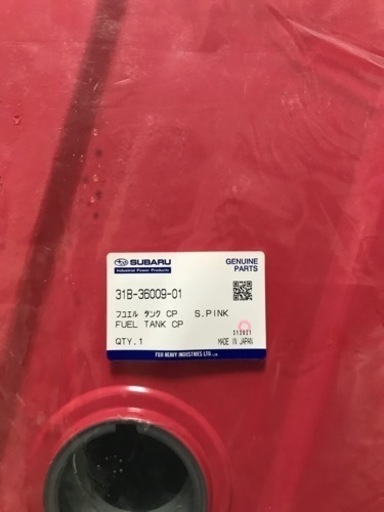 SUBARU
Industrial Power Products
GENUINE
PARTS
31B-36009-01
フユエル タンク CP S.PINK
FUEL TANK CP
312021
QTY.1
MADE IN JAPAN
FUJI HEAVY INDUSTRIES LTD.